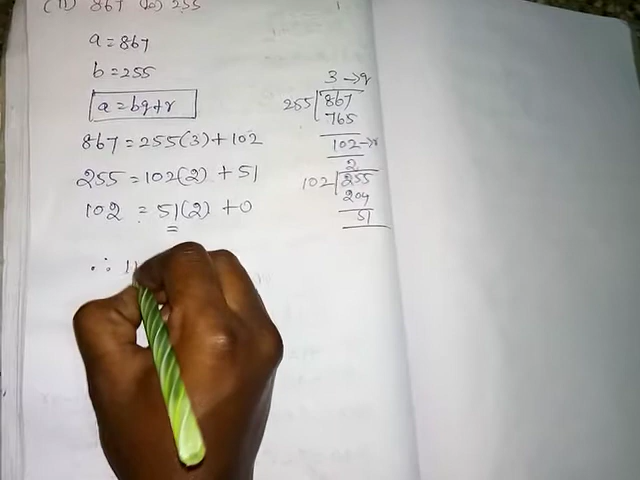 867 255
a = 867
b = 255
a = bq + r
867 = 255(3) + 102
255 = 102(2) + 51
102 = 51(2) + 0
∴
3 → q
255 867
765
102 → r
2
102 255
204
51